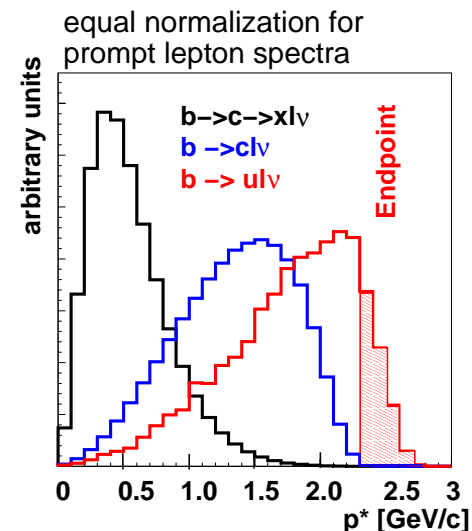 equal normalization for
prompt lepton spectra
arbitrary units
b->c->xlν
b ->clν
b -> ulν
Endpoint
0 0.5 1.0 1.5 2.0 2.5 3
p* [GeV/c]